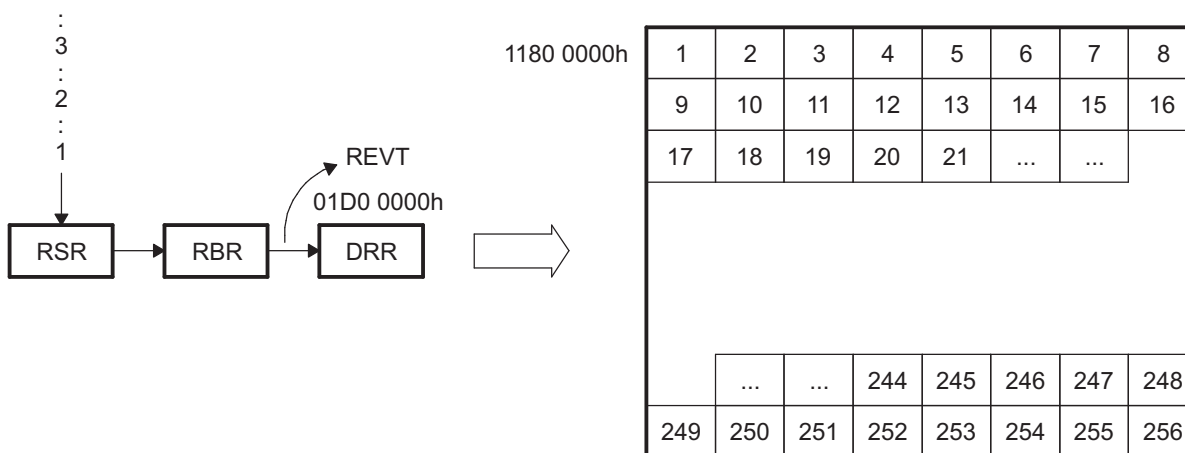 :
3
:
2
:
1
REVT
01D0 0000h
RSR RBR DRR
1180 0000h
1 2 3 4 5 6 7 8
9 10 11 12 13 14 15 16
17 18 19 20 21 ... ...
... ... 244 245 246 247 248
249 250 251 252 253 254 255 256